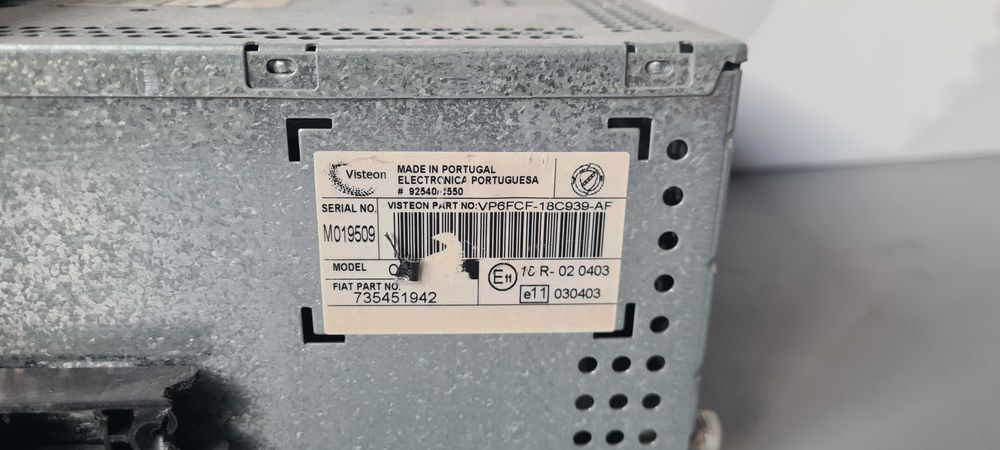 Visteon
MADE IN PORTUGAL
ELECTRONICA PORTUGUESA
SERIAL NO.
VISTEON PART NO:VP6FCF-18C939-AF
M019509
MODEL
E11
R- 02 0403
FIAT PART NO.
735451942
e11 030403